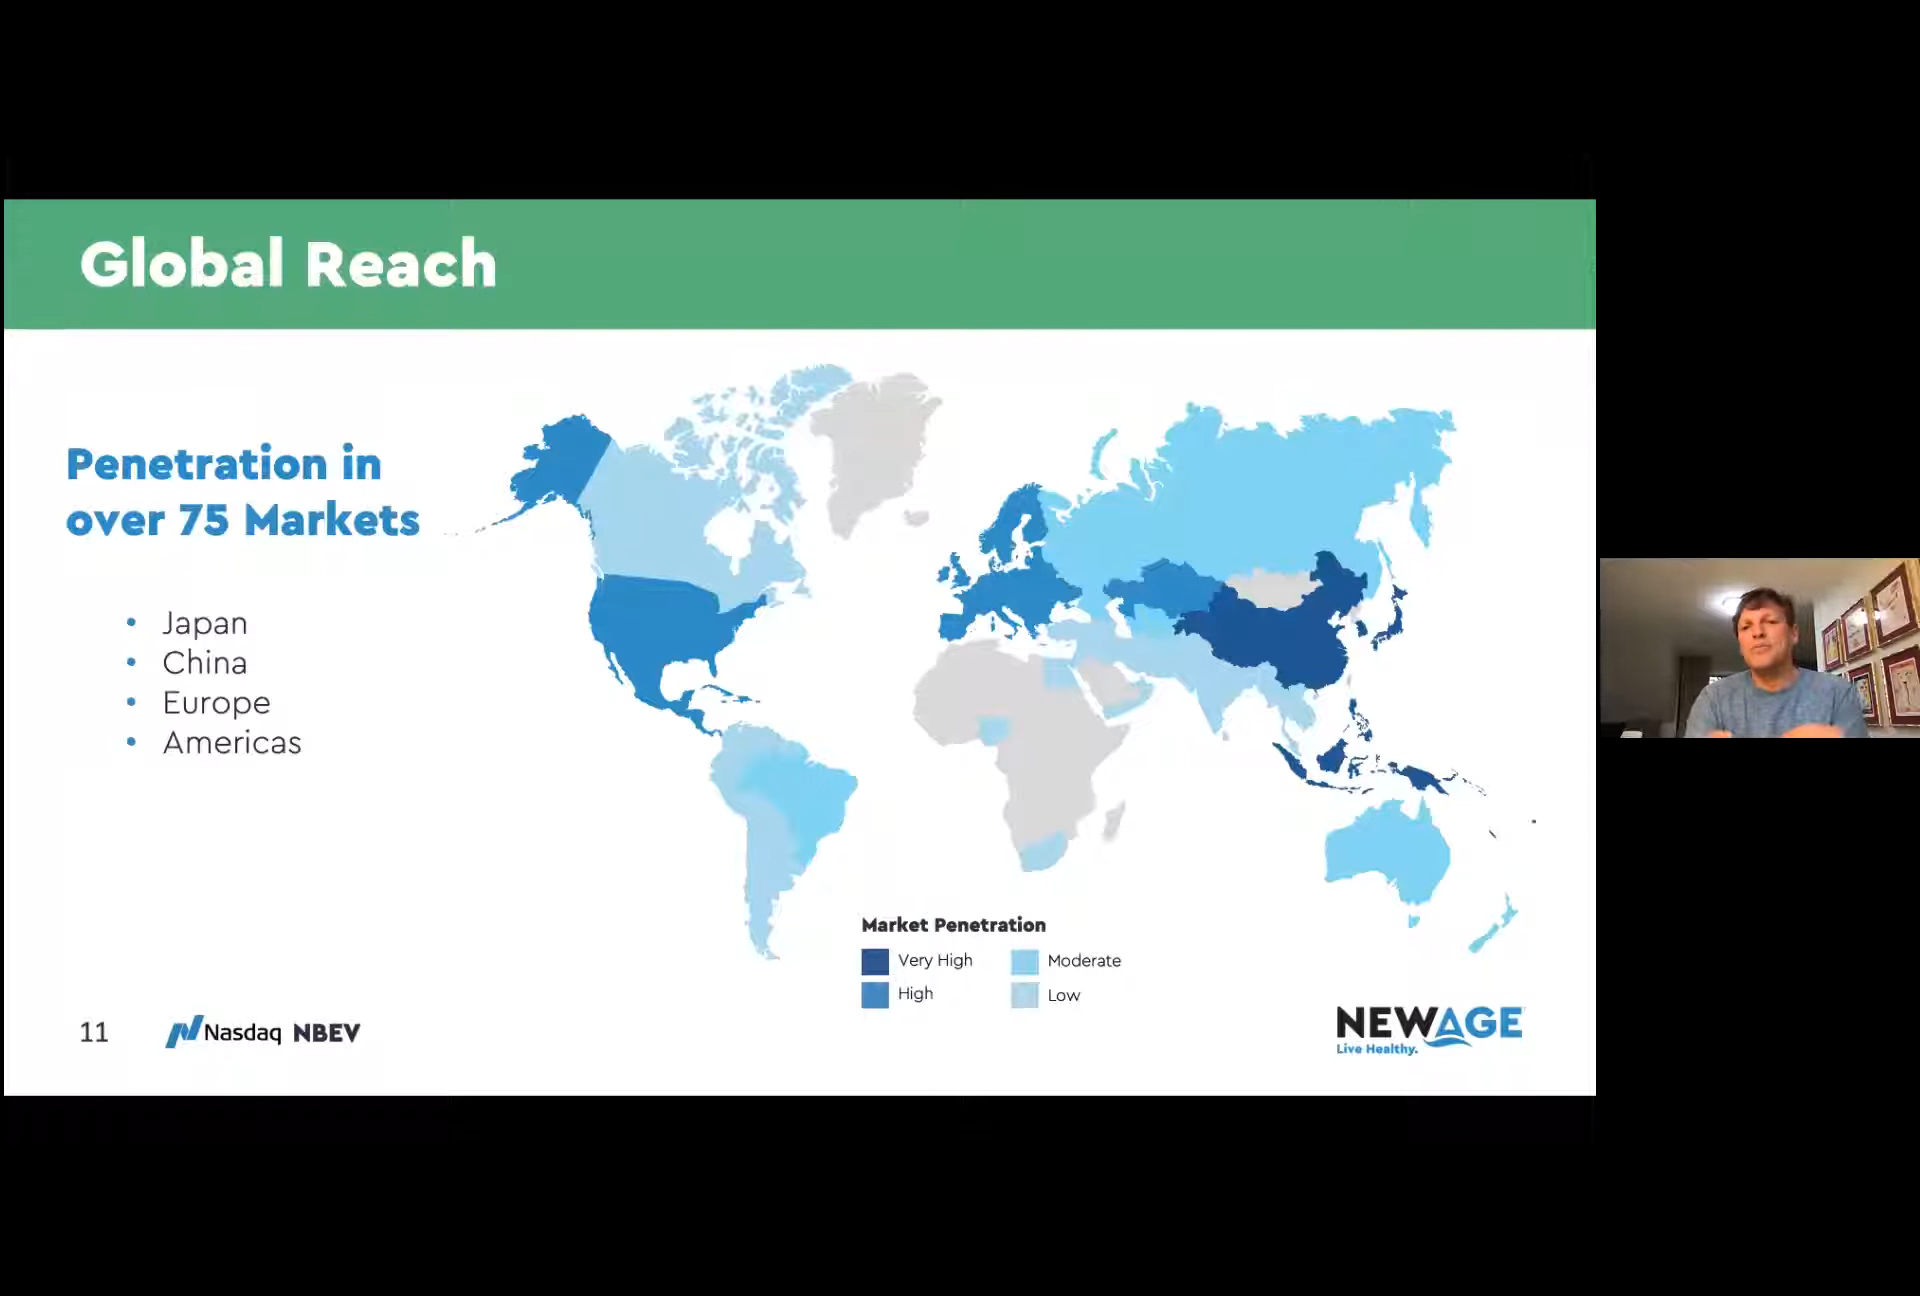 Global Reach
Penetration in
over 75 Markets
• Japan
• China
• Europe
• Americas
Market Penetration
Very High
Moderate
High
Low
11
Nasdaq NBEV
NEWAGE
Live Healthy.